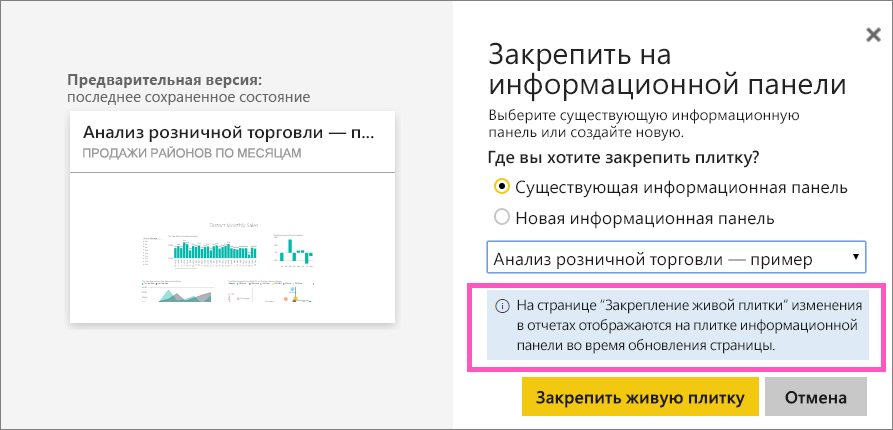 Предварительная версия:
последнее сохраненное состояние
Анализ розничной торговли — п...
ПРОДАЖИ РАЙОНОВ ПО МЕСЯЦАМ
District Monthly Sales
Закрепить на
информационной панели
Выберите существующую информационную
панель или создайте новую.
Где вы хотите закрепить плитку?
Существующая информационная панель
Новая информационная панель
Анализ розничной торговли — пример
На странице "Закрепление живой плитки" изменения
в отчетах отображаются на плитке информационной
панели во время обновления страницы.
Закрепить живую плитку
Отмена